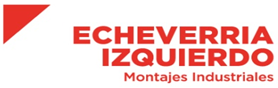 ECHEVERRIA
IZQUIERDO
Montajes Industriales